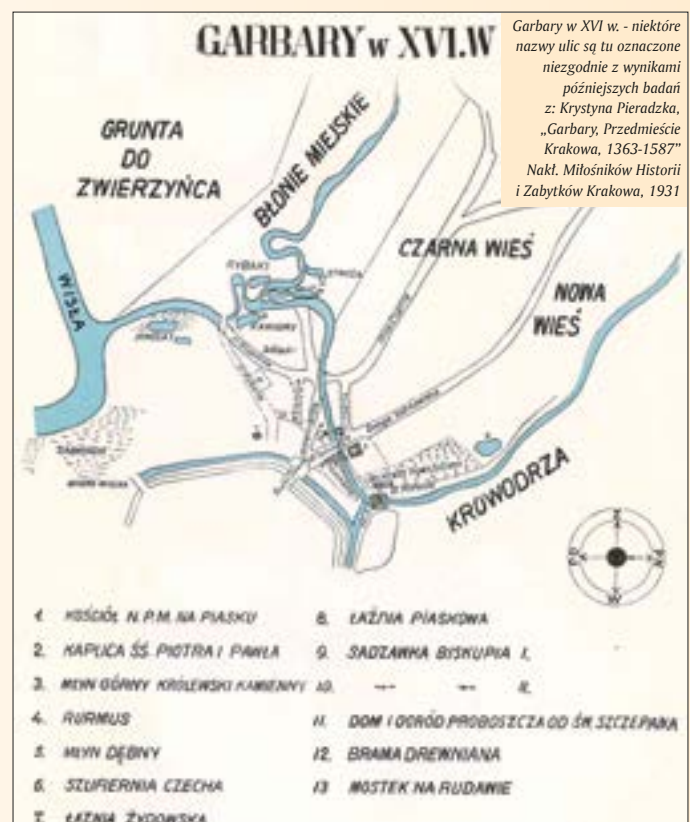 GARBARY w XVI.W
Garbary w XVI w. - niektóre
nazwy ulic są tu oznaczone
niezgodnie z wynikami
późniejszych badań
z: Krystyna Pieradzka,
„Garbary, Przedmieście
Krakowa, 1363-1587”
Nakł. Miłośników Historii
i Zabytków Krakowa, 1931
GRUNTA
DO
ZWIERZYŃCA
BŁONIE MIEJSKIE
CZARNA WIEŚ
NOWA
WIEŚ
WISŁA
RYBAKI
KROWODRZA
1. KOŚCIÓŁ N.P.M. NA PIASKU
2. KAPLICA ŚŚ. PIOTRA I PAWŁA
3. MŁYN GÓRNY KRÓLEWSKI KAMIENNY
4. RURMUS
5. MŁYN DĘBNY
6. SZLIFIERNIA CZECHA
7. ŁAŹNIA ŻYDOWSKA
8. ŁAŹNIA PIASKOWA
9. SADZAWKA BISKUPIA I.
10. -"- -"- II.
11. DOM I OGRÓD PROBOSZCZA OD ŚW. SZCZEPANA
12. BRAMA DREWNIANA
13 MOSTEK NA RUDAWIE